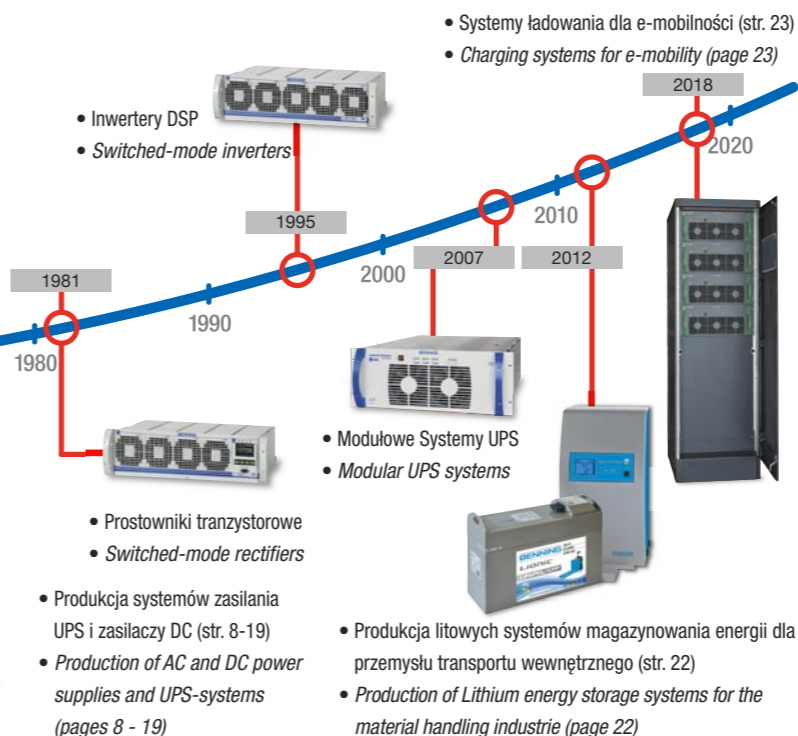 • Systemy ładowania dla e-mobilności (str. 23)
• Charging systems for e-mobility (page 23)
2018
2020
• Inwertery DSP
• Switched-mode inverters
1995
2010
2000
2007
2012
1981
1990
1980
BENNING
• Modułowe Systemy UPS
• Modular UPS systems
• Prostowniki tranzystorowe
• Switched-mode rectifiers
BENNING
LIONIC
• Produkcja systemów zasilania
UPS i zasilaczy DC (str. 8-19)
• Production of AC and DC power
supplies and UPS-systems
(pages 8 - 19)
• Produkcja litowych systemów magazynowania energii dla
przemysłu transportu wewnętrznego (str. 22)
• Production of Lithium energy storage systems for the
material handling industrie (page 22)